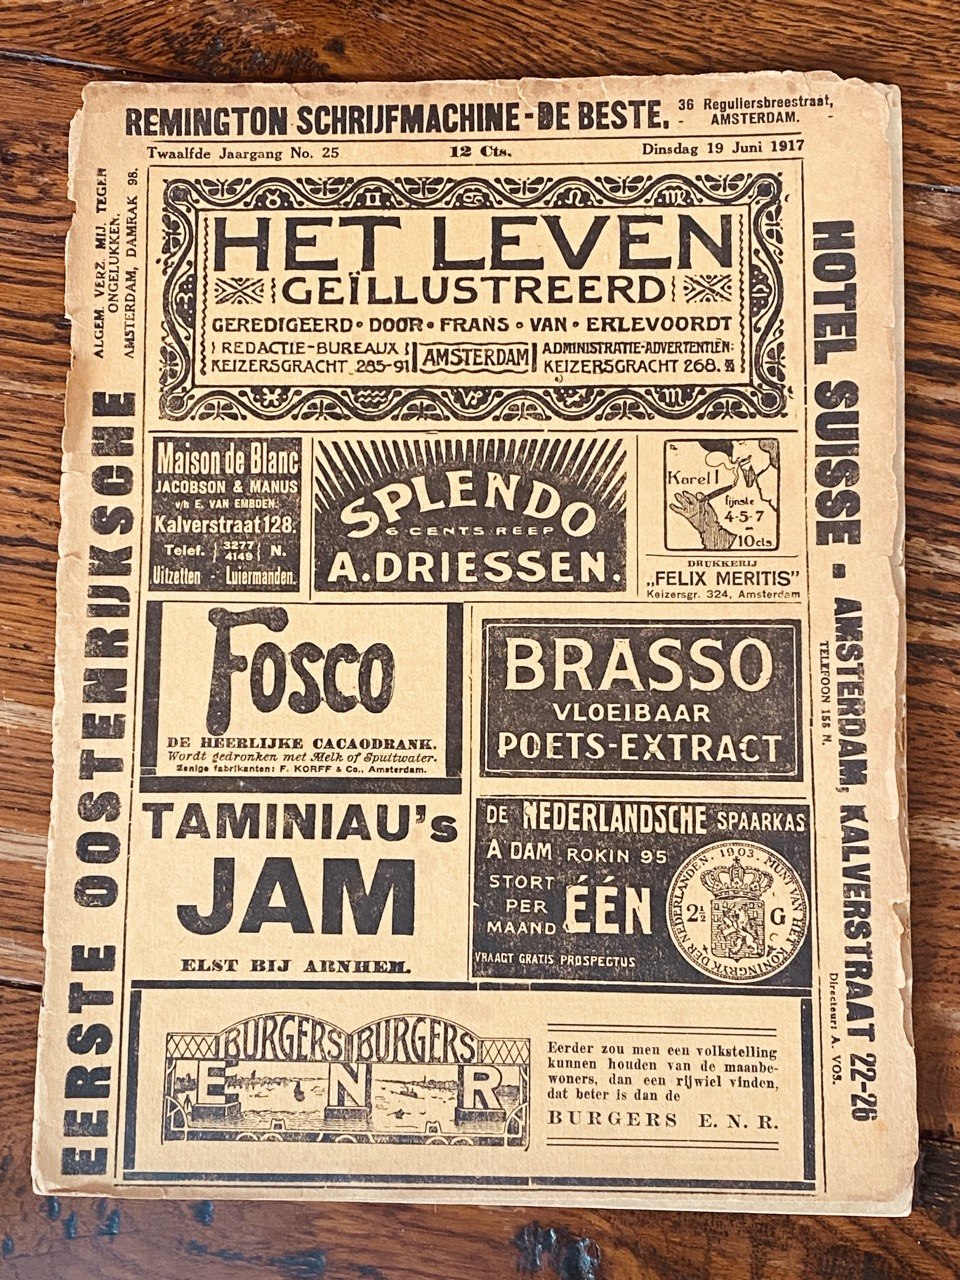 REMINGTON SCHRIJFMACHINE - DE BESTE.
36 Reguliersbreestraat,
AMSTERDAM.
Twaalfde Jaargang No. 25
12 Cts.
Dinsdag 19 Juni 1917
ALGEM. VERZ. MIJ. TEGEN
ONGELUKKEN.
AMSTERDAM, DAMRAK 98.
EERSTE OOSTENRIJKSCHE
HET LEVEN
GEÏLLUSTREERD
GEREDIGEERD · DOOR · FRANS · VAN · ERLEVOORDT
REDACTIE-BUREAUX
KEIZERSGRACHT 285-91
AMSTERDAM
ADMINISTRATIE-ADVERTENTIËN:
KEIZERSGRACHT 268.
Maison de Blanc
JACOBSON & MANUS
v/h E. VAN EMBDEN.
Kalverstraat 128.
Telef. { 3277 4149 { N.
Uitzetten - Luiermanden.
SPLENDO
6 CENTS REEP
A. DRIESSEN.
Karel I
fijnste
4-5-7
10 cts.
DRUKKERIJ
„FELIX MERITIS”
Keizersgr. 324, Amsterdam
FOSCO
DE HEERLIJKE CACAODRANK.
Wordt gedronken met Melk of Spuitwater.
Eenige fabrikanten: F. KORFF & Co., Amsterdam.
BRASSO
VLOEIBAAR
POETS-EXTRACT
TAMINIAU's
JAM
ELST BIJ ARNHEM.
DE NEDERLANDSCHE SPAARKAS
A'DAM, ROKIN 95
STORT
PER
MAAND
ÉÉN
VRAAGT GRATIS PROSPECTUS
MUNT VAN HET KONINGRYK DER NEDERLANDEN. 1903.
2½ G
BURGERS BURGERS
E N R
Eerder zou men een volkstelling
kunnen houden van de maanbe-
woners, dan een rijwiel vinden,
dat beter is dan de
BURGERS E. N. R.
HOTEL SUISSE - AMSTERDAM, KALVERSTRAAT 22-26
TELEFOON 158 N.
Directeur: A. VOS.